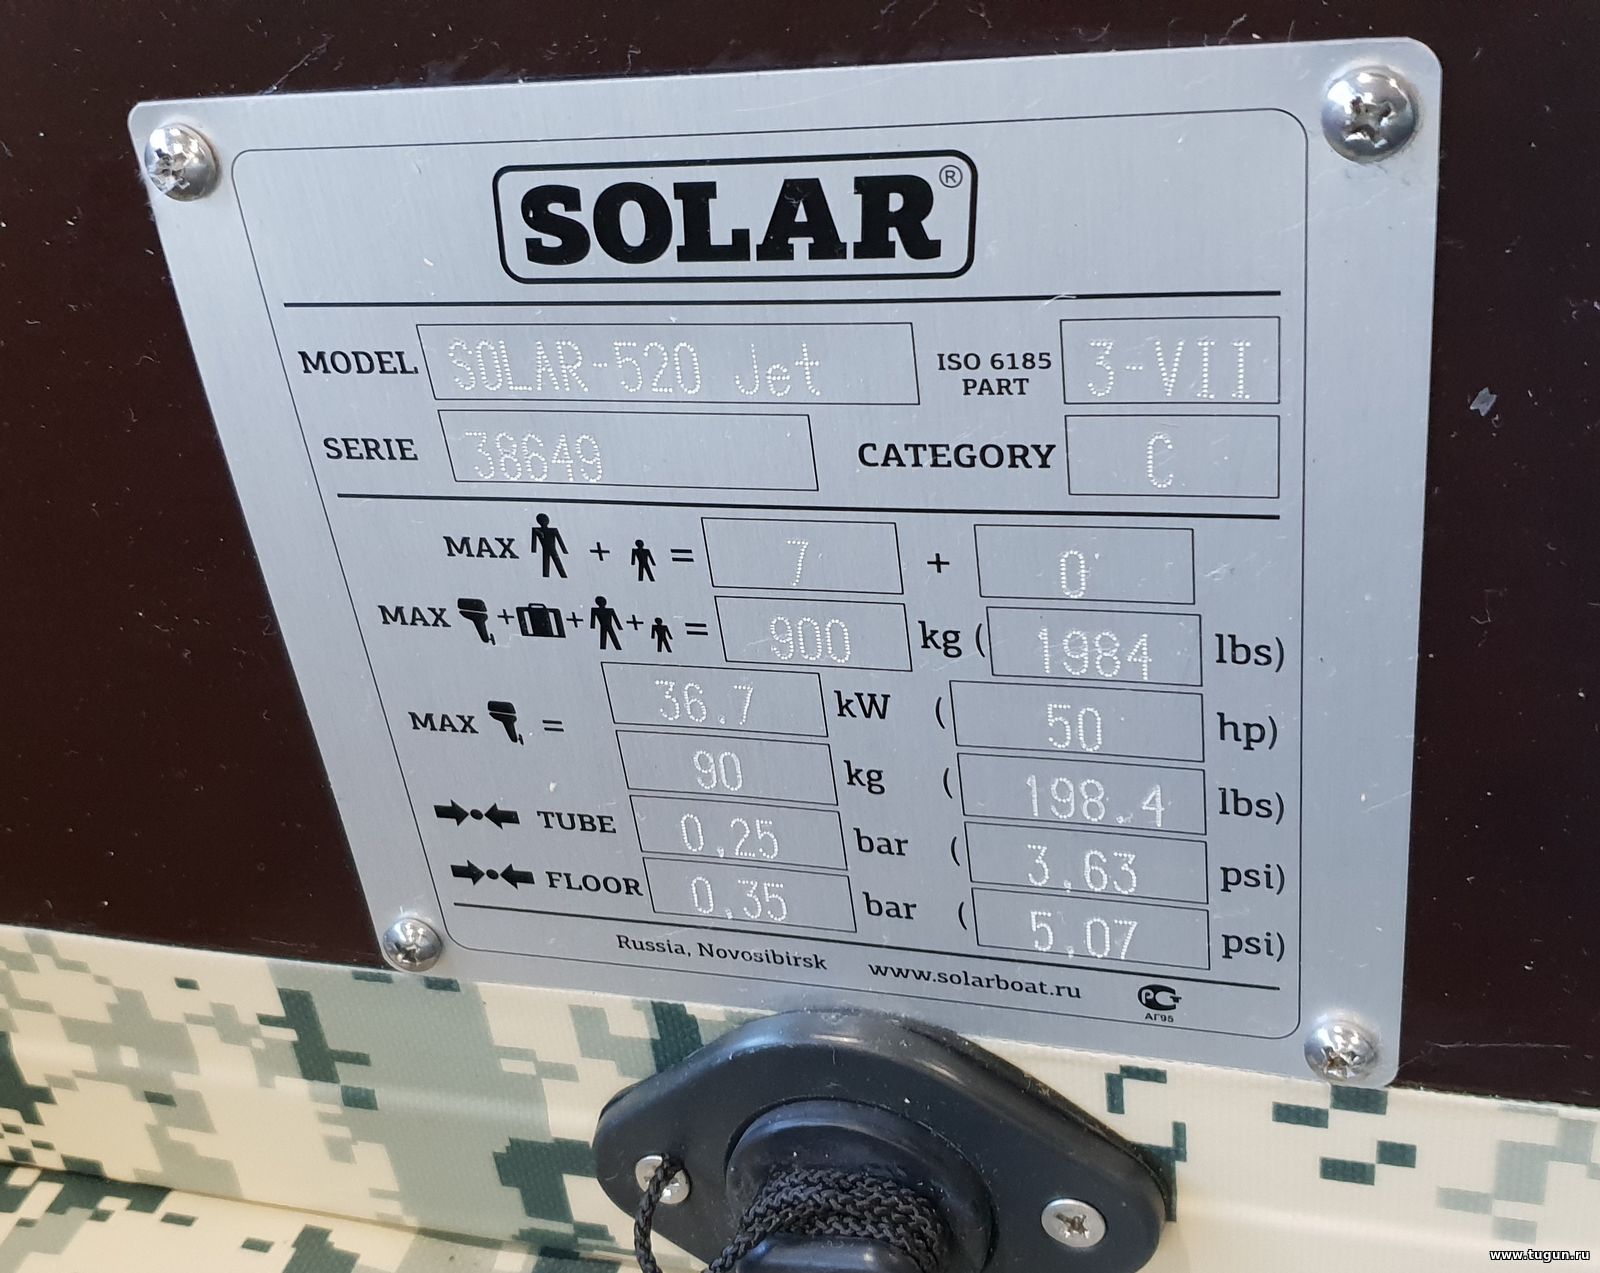 SOLAR®
MODEL SOLAR-520 Jet ISO 6185 PART 3-VII
SERIE 38649 CATEGORY C
MAX + = 7 + 0
MAX + + + = 900 kg (1984 lbs)
MAX = 36.7 kW (50 hp)
90 kg (198.4 lbs)
TUBE 0.25 bar (3.63 psi)
FLOOR 0.35 bar (5.07 psi)
Russia, Novosibirsk www.solarboat.ru
РСТ
АГ95
www.tugun.ru